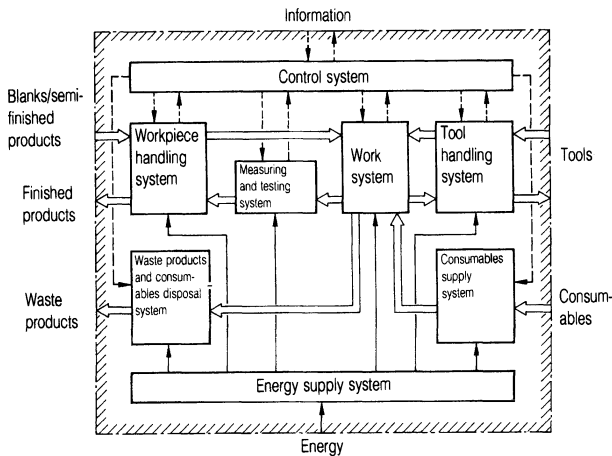 Information
Control system
Blanks/semi-
finished products
Workpiece
handling
system
Work
system
Tool
handling
system
Measuring
and testing
system
Tools
Finished
products
Waste products
and consum-
ables disposal
system
Consumables
supply
system
Waste
products
Consum-
ables
Energy supply system
Energy